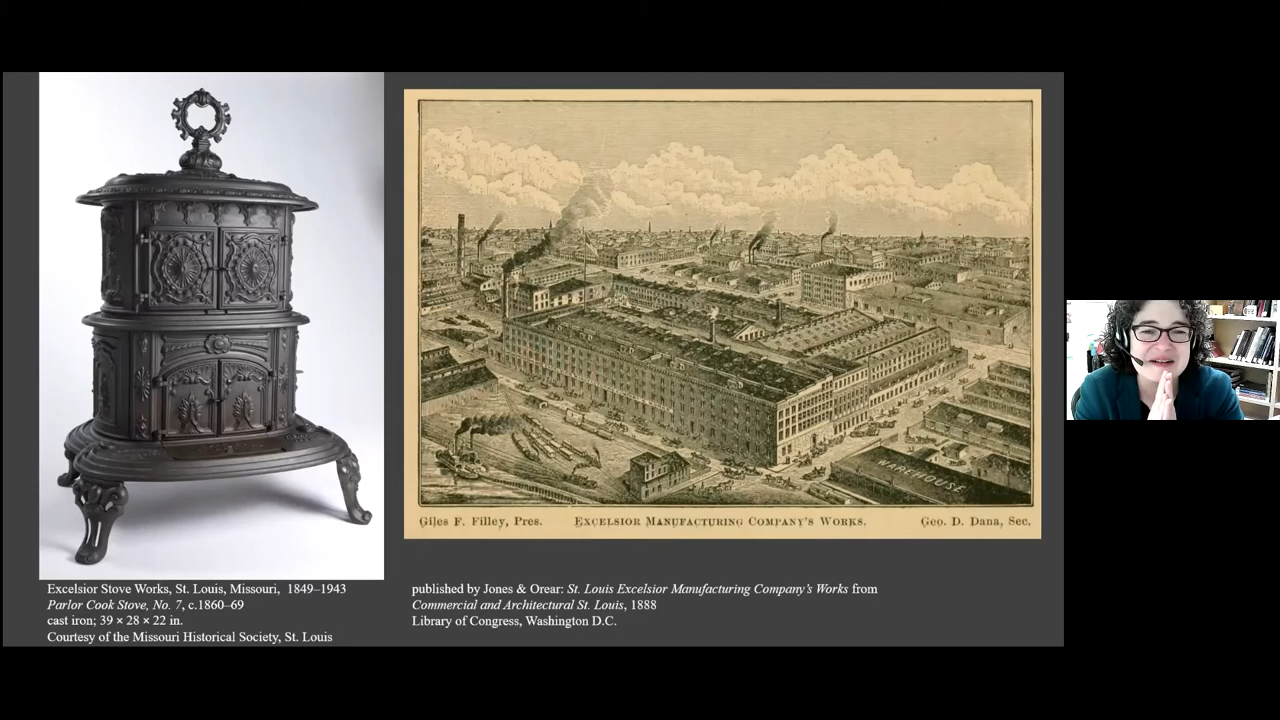 WAREHOUSE
Giles F. Filley, Pres. Excelsior Manufacturing Company's Works. Geo. D. Dana, Sec.
Excelsior Stove Works, St. Louis, Missouri, 1849–1943
Parlor Cook Stove, No. 7, c.1860–69
cast iron; 39 × 28 × 22 in.
Courtesy of the Missouri Historical Society, St. Louis
published by Jones & Orear: St. Louis Excelsior Manufacturing Company's Works from
Commercial and Architectural St. Louis, 1888
Library of Congress, Washington D.C.